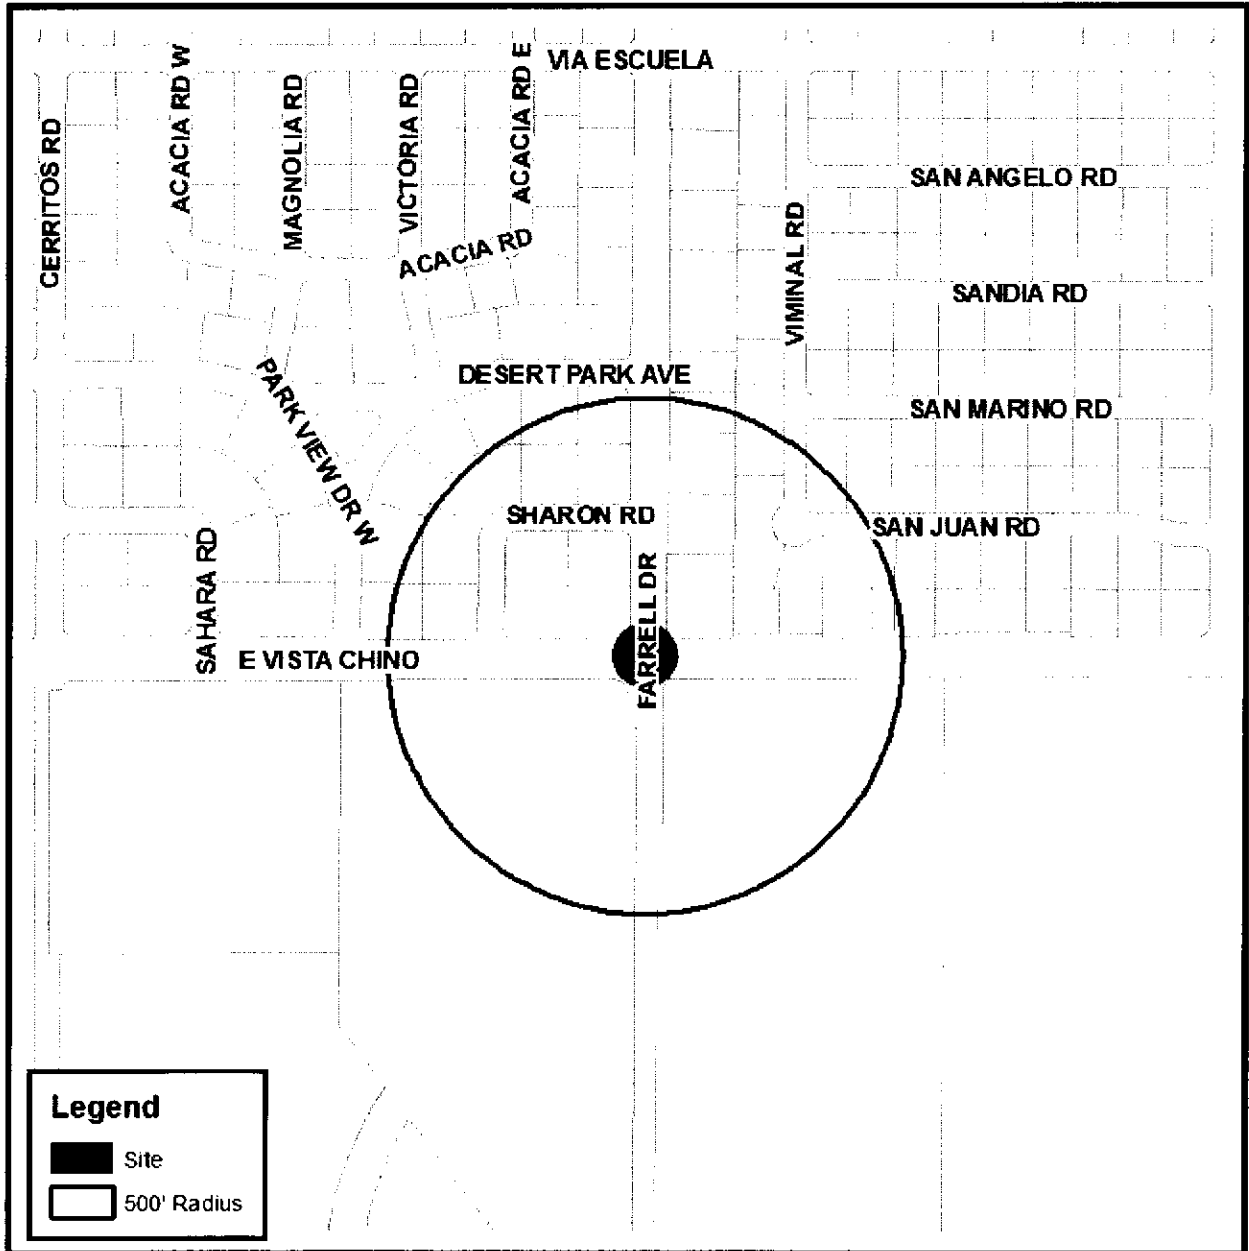 VIA ESCUELA
ACACIA RD W
MAGNOLIA RD
VICTORIA RD
ACACIA RD E
CERRITOS RD
SAN ANGELO RD
ACACIA RD
VIMINAL RD
SANDIA RD
DESERT PARK AVE
PARK VIEW DR W
SAN MARINO RD
SHARON RD
SAN JUAN RD
SAHARA RD
FARRELL DR
E VISTA CHINO
Legend
Site
500' Radius